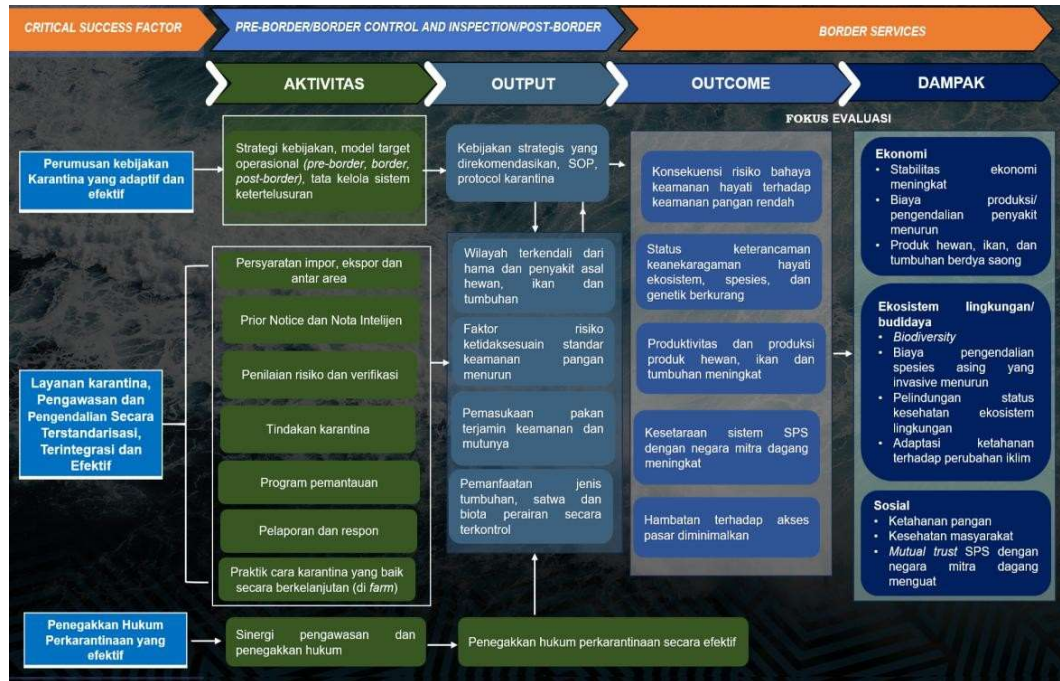 CRITICAL SUCCESS FACTOR
PRE-BORDER/BORDER CONTROL AND INSPECTION/POST-BORDER
BORDER SERVICES
AKTIVITAS
OUTPUT
OUTCOME
DAMPAK
FOKUS EVALUASI
Perumusan kebijakan
Karantina yang adaptif dan
efektif
Strategi kebijakan, model target
operasional (pre-border, border,
post-border), tata kelola sistem
ketertelusuran
Kebijakan strategis yang
direkomendasikan, SOP,
protocol karantina
Layanan karantina,
Pengawasan dan
Pengendalian Secara
Terstandarisasi,
Terintegrasi dan
Efektif
Persyaratan impor, ekspor dan
antar area
Prior Notice dan Nota Intelijen
Penilaian risiko dan verifikasi
Tindakan karantina
Program pemantauan
Pelaporan dan respon
Praktik cara karantina yang baik
secara berkelanjutan (di farm)
Wilayah terkendali dari
hama dan penyakit asal
hewan, ikan dan
tumbuhan
Faktor risiko
ketidaksesuain standar
keamanan pangan
menurun
Pemasukaan pakan
terjamin keamanan dan
mutunya
Pemanfaatan jenis
tumbuhan, satwa dan
biota perairan secara
terkontrol
Konsekuensi risiko bahaya
keamanan hayati terhadap
keamanan pangan rendah
Status keterancaman
keanekaragaman hayati
ekosistem, spesies, dan
genetik berkurang
Produktivitas dan produksi
produk hewan, ikan dan
tumbuhan meningkat
Kesetaraan sistem SPS
dengan negara mitra dagang
meningkat
Hambatan terhadap akses
pasar diminimalkan
Ekonomi
• Stabilitas ekonomi
meningkat
• Biaya produksi/
pengendalian penyakit
menurun
• Produk hewan, ikan, dan
tumbuhan berdya saong
Ekosistem lingkungan/
budidaya
• Biodiversity
• Biaya pengendalian
spesies asing yang
invasive menurun
• Pelindungan status
kesehatan ekosistem
lingkungan
• Adaptasi ketahanan
terhadap perubahan iklim
Sosial
• Ketahanan pangan
• Kesehatan masyarakat
• Mutual trust SPS dengan
negara mitra dagang
menguat
Penegakkan Hukum
Perkarantinaan yang
efektif
Sinergi pengawasan dan
penegakkan hukum
Penegakkan hukum perkarantinaan secara efektif